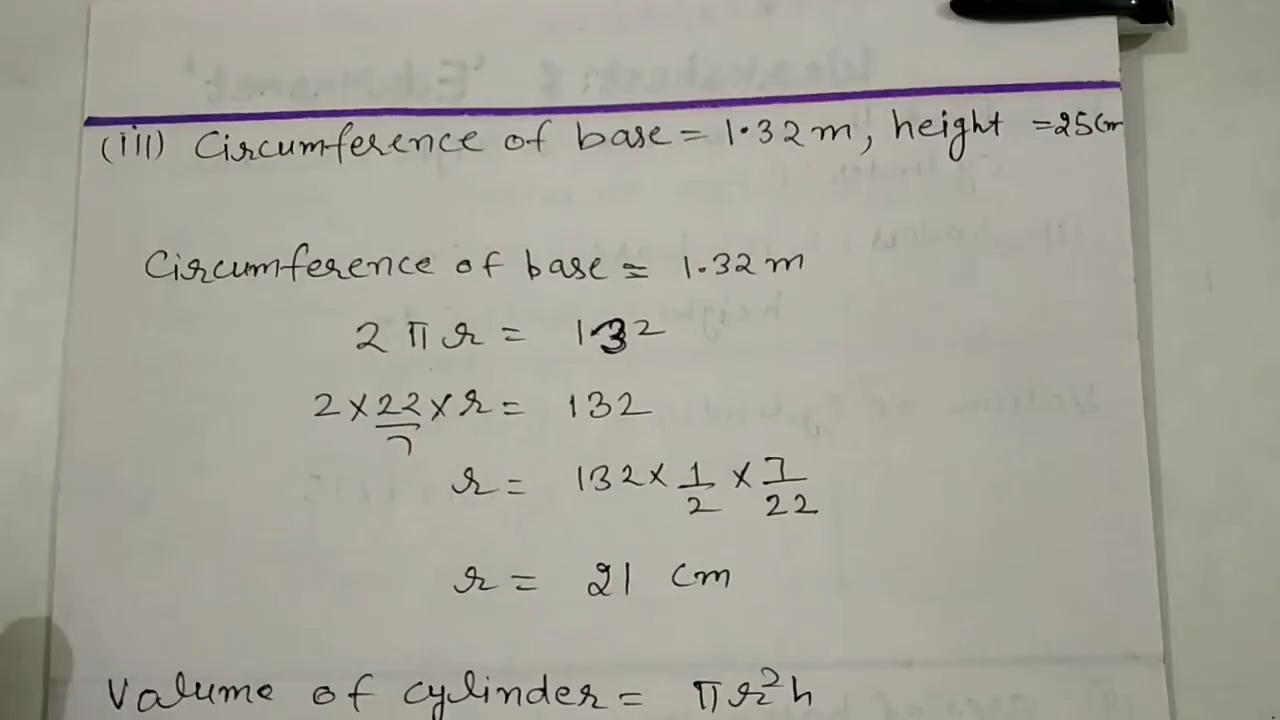 (iii) Circumference of base = 1.32 m, height = 25 cm
Circumference of base = 1.32 m
2 π r = 132
2 × 22/7 × r = 132
r = 132 × 1/2 × 7/22
r = 21 cm
Volume of cylinder = πr²h